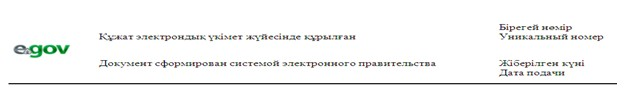 Бірегей нөмір
egov
Құжат электрондық үкімет жүйесінде құрылған
Уникальный номер
Документ сформирован системой электронного правительства
Жіберілген күні
Дата подачи